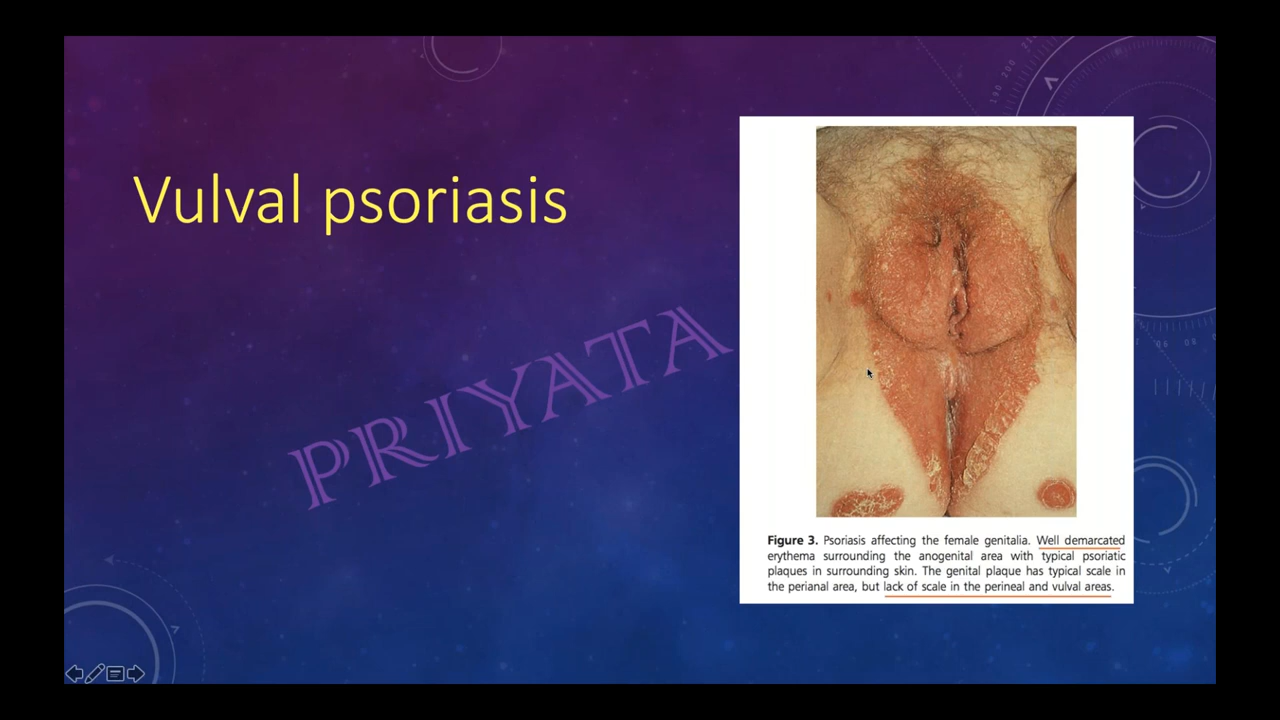 Vulval psoriasis
PRIYATA
Figure 3. Psoriasis affecting the female genitalia. Well demarcated
erythema surrounding the anogenital area with typical psoriatic
plaques in surrounding skin. The genital plaque has typical scale in
the perianal area, but lack of scale in the perineal and vulval areas.